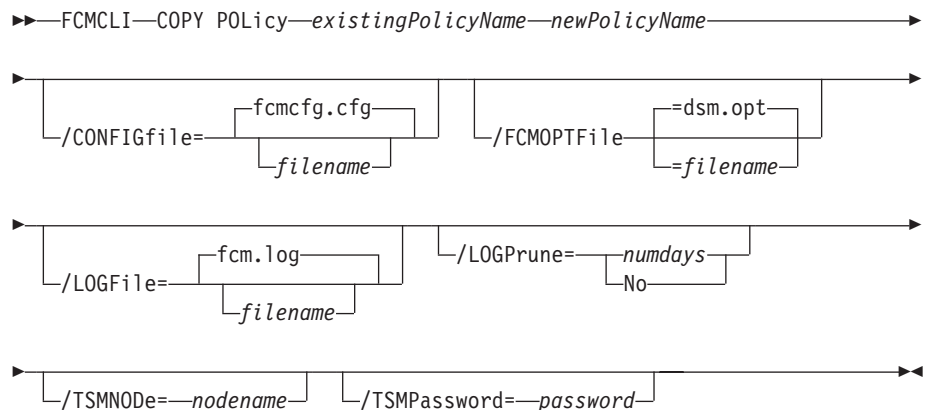 FCMCLI COPY POLicy existingPolicyName newPolicyName
fcmcfg.cfg =dsm.opt
/CONFIGfile= /FCMOPTFile
filename =filename
fcm.log
/LOGFile= /LOGPrune= numdays
filename No
/TSMNODe= nodename /TSMPassword= password